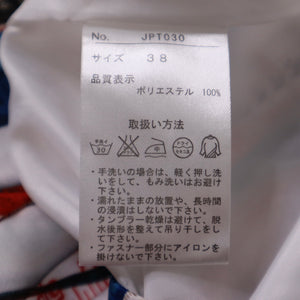 No. JPT030
サイズ 38
品質表示
ポリエステル 100%
取扱い方法
・手洗いの場合は、軽く押し洗
いをして、もみ洗いはお避け
下さい。
・濡れたままの放置や、長時間
の浸漬はしないで下さい。
・タンブラー乾燥は避けて、脱
水後形を整えて吊り干しをし
て下さい。
・ファスナー部分にアイロンを
掛けないで下さい。